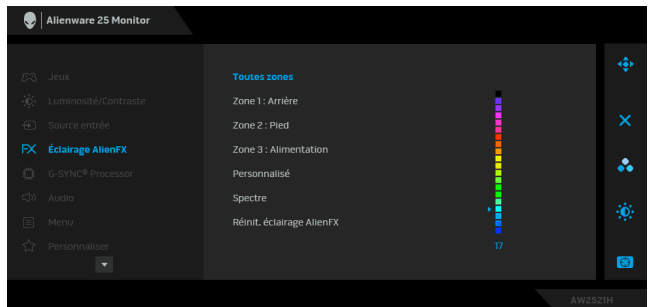 Alienware 25 Monitor
Jeux
Luminosité/Contraste
Source entrée
FX Éclairage AlienFX
G-SYNC® Processor
Audio
Menu
Personnaliser
Toutes zones
Zone 1 : Arrière
Zone 2 : Pied
Zone 3 : Alimentation
Personnalisé
Spectre
Réinit. éclairage AlienFX
17
AW2521H